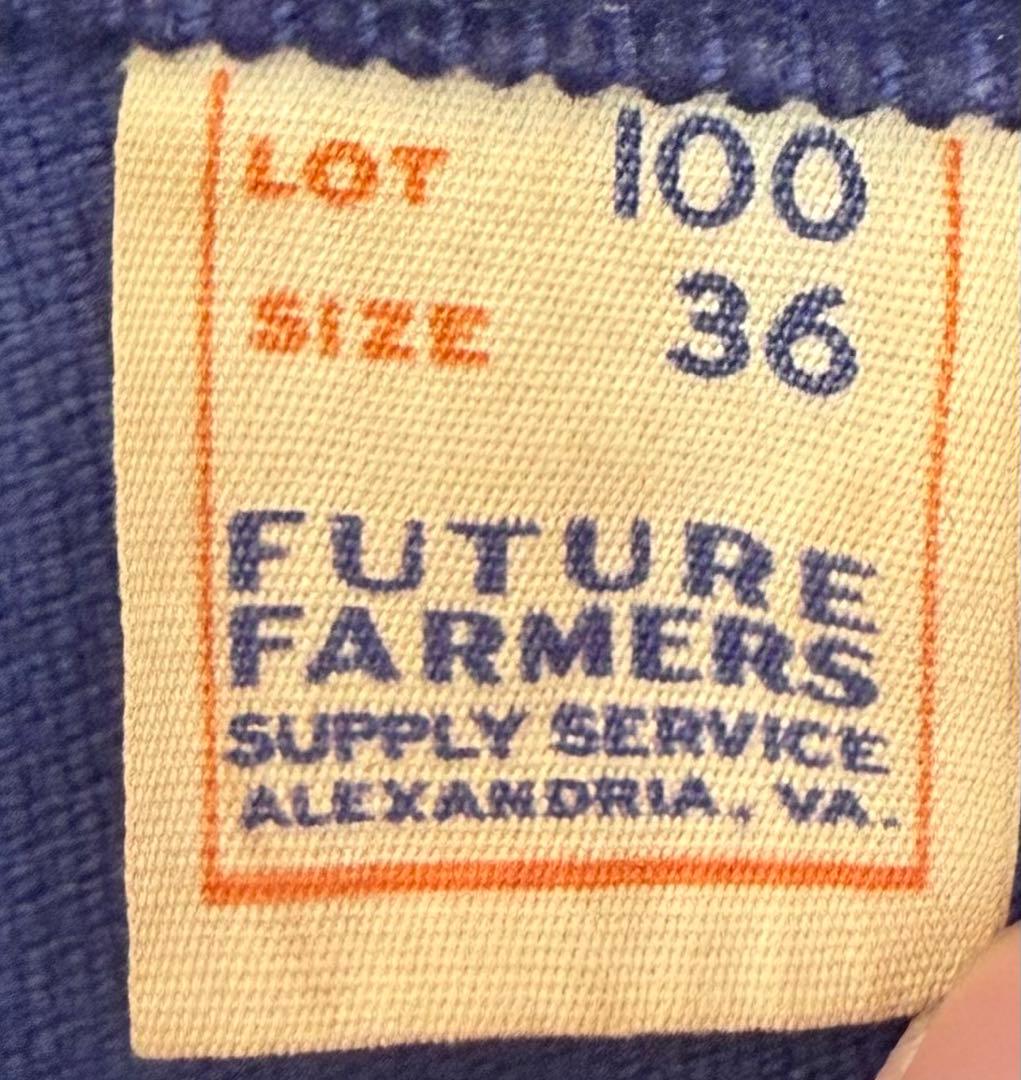 LOT 100
SIZE 36
FUTURE
FARMERS
SUPPLY SERVICE
ALEXANDRIA, VA.